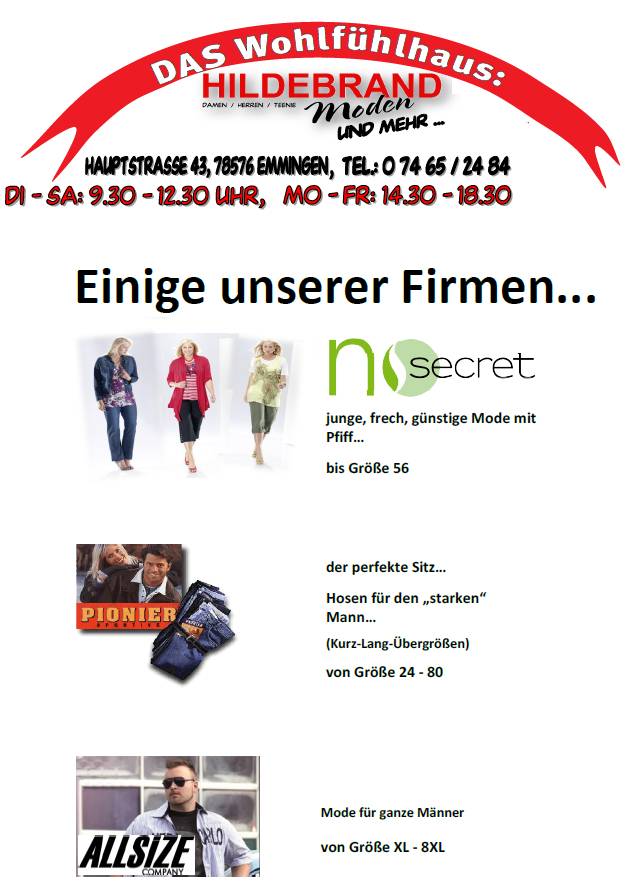 DAS Wohlfühlhaus:
HILDEBRAND
DAMEN / HERREN / TEENIE
Moden
UND MEHR ...
HAUPTSTRASSE 43, 78576 EMMINGEN, TEL.: 0 74 65 / 24 84
DI - SA: 9.30 - 12.30 UHR, MO - FR: 14.30 - 18.30
Einige unserer Firmen...
no secret
junge, frech, günstige Mode mit
Pfiff...
bis Größe 56
PIONIER
der perfekte Sitz...
Hosen für den „starken“
Mann...
(Kurz-Lang-Übergrößen)
von Größe 24 - 80
ALLSIZE
COMPANY
Mode für ganze Männer
von Größe XL - 8XL